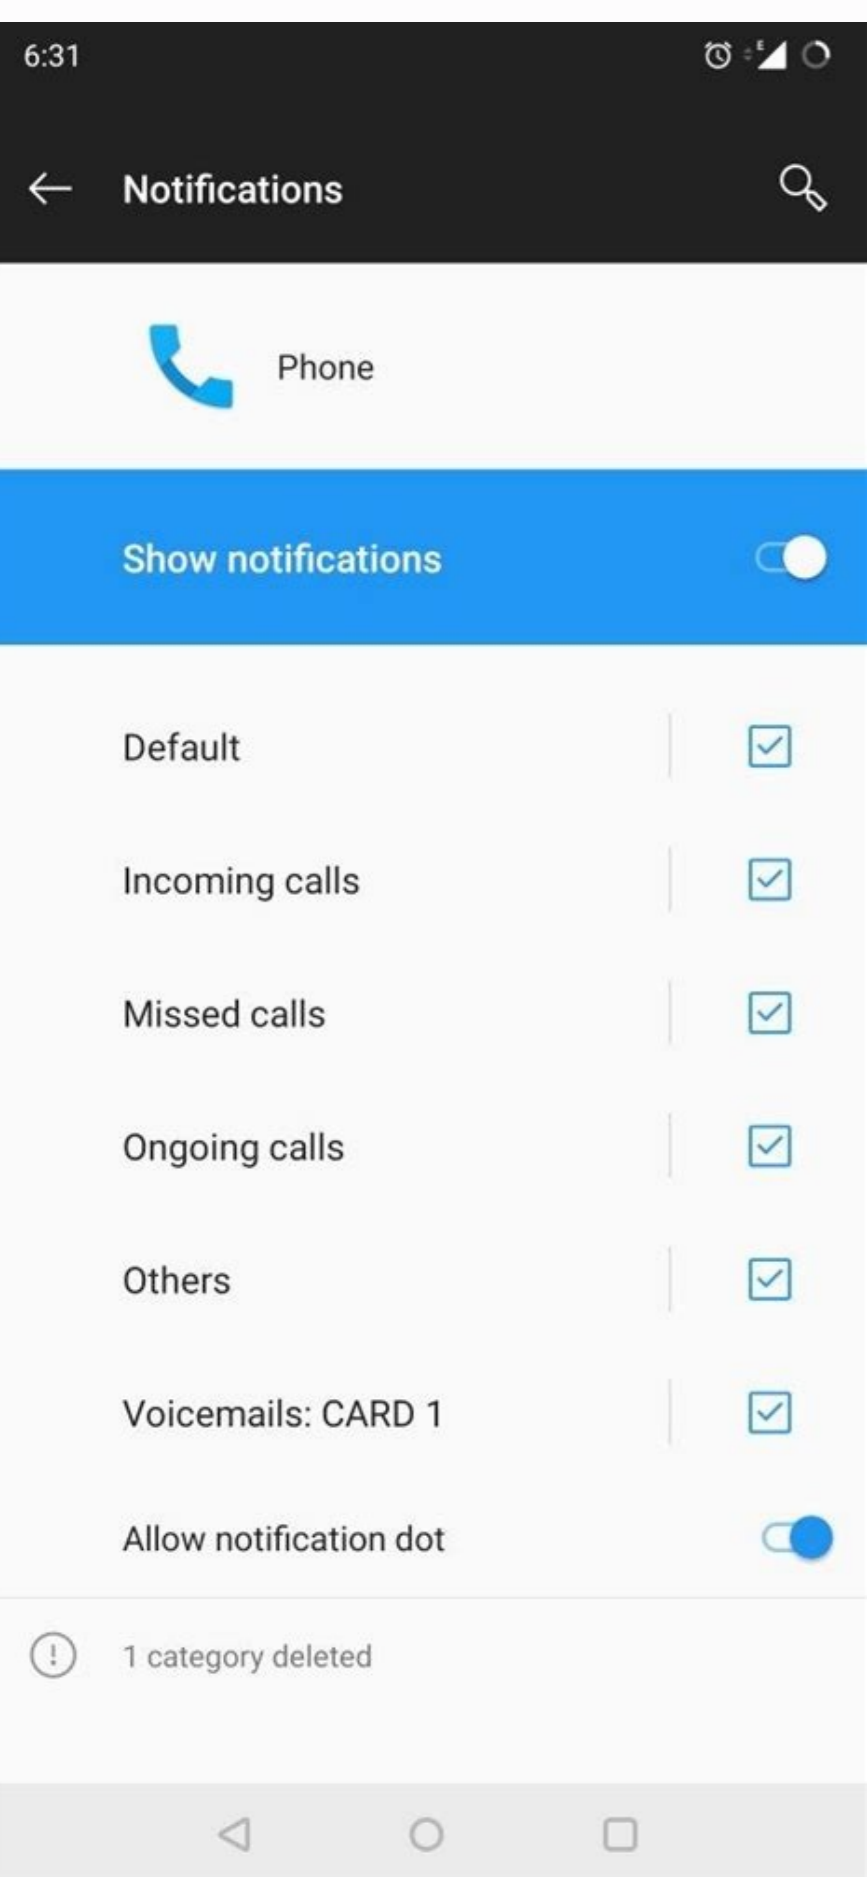 6:31
E
Notifications
Phone
Show notifications
Default
Incoming calls
Missed calls
Ongoing calls
Others
Voicemails: CARD 1
Allow notification dot
1 category deleted